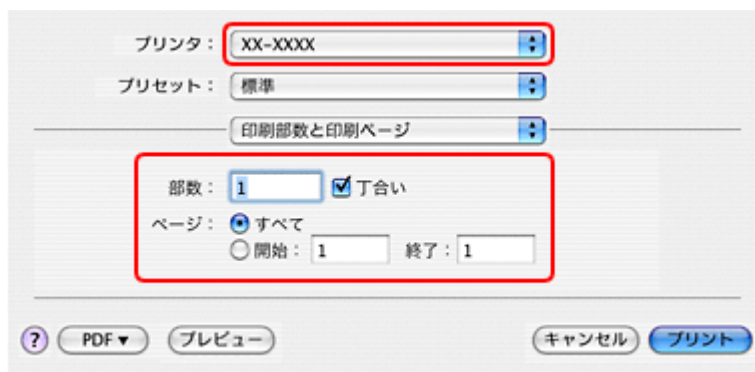 プリンタ： XX-XXXX
プリセット： 標準
印刷部数と印刷ページ
部数： 1 丁合い
ページ： すべて
開始： 1 終了： 1
? PDF▼ プレビュー キャンセル プリント